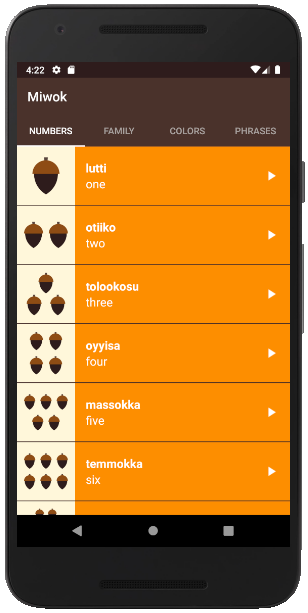 4:22
Miwok
NUMBERS FAMILY COLORS PHRASES
lutti
one
otiiko
two
tolookosu
three
oyyisa
four
massokka
five
temmokka
six